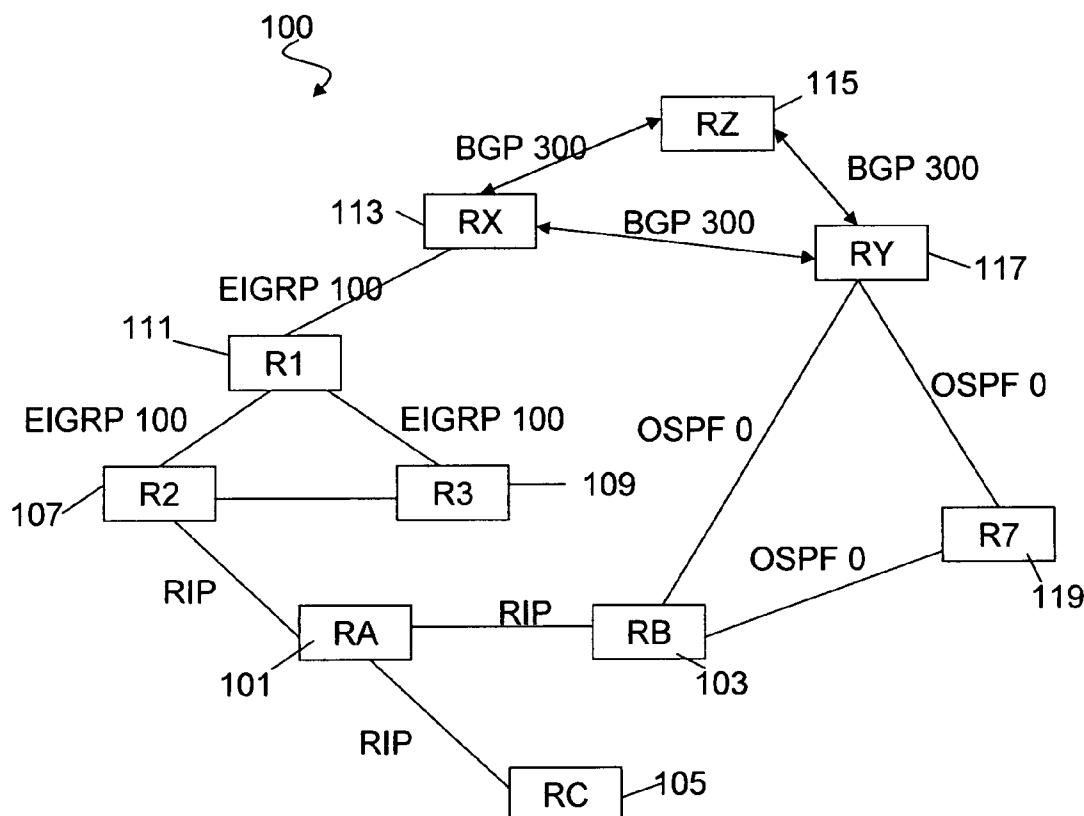 100
115
RZ
BGP 300
BGP 300
113
RX
BGP 300
RY
117
EIGRP 100
111
R1
OSPF 0
EIGRP 100
EIGRP 100
OSPF 0
R2
R3
109
107
R7
OSPF 0
119
RIP
RA
RIP
RB
101
103
RIP
RC
105